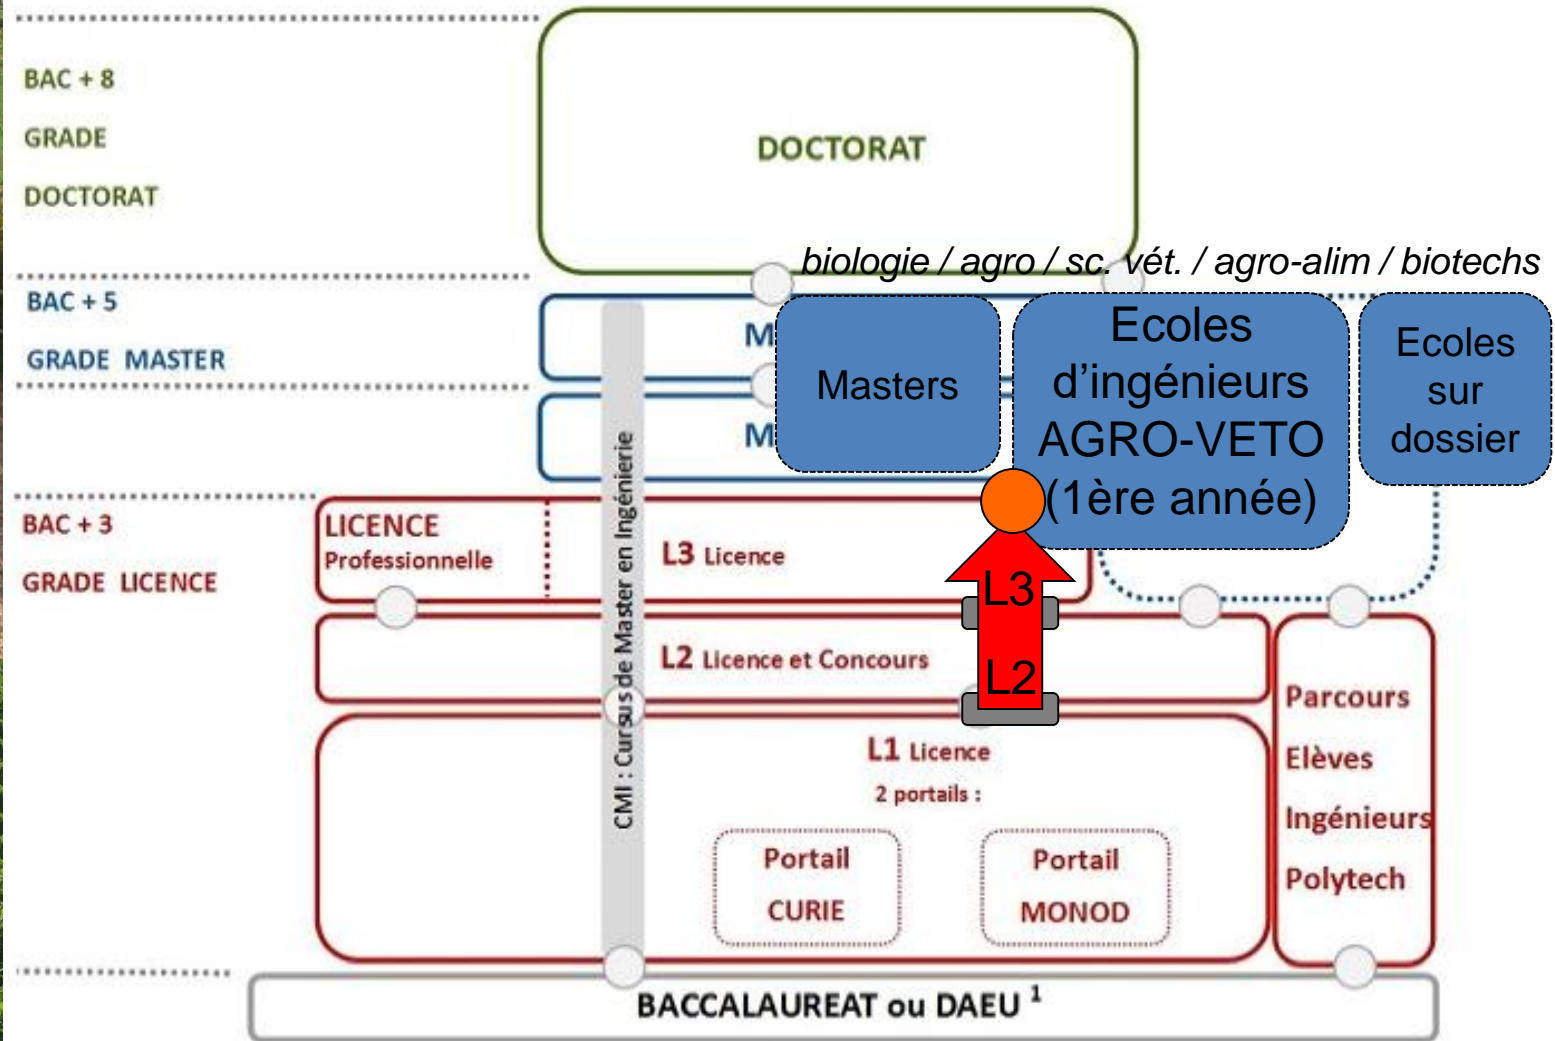 BAC + 8
GRADE
DOCTORAT
DOCTORAT
biologie / agro / sc. vét. / agro-alim / biotechs
BAC + 5
GRADE MASTER
M
M
Masters
Ecoles
d'ingénieurs
AGRO-VETO
(1ère année)
Ecoles
sur
dossier
CMI : Cursus de Master en Ingénierie
BAC + 3
GRADE LICENCE
LICENCE
Professionnelle
L3 Licence
L3
L2 Licence et Concours
L2
L1 Licence
2 portails :
Portail
CURIE
Portail
MONOD
Parcours
Elèves
Ingénieurs
Polytech
BACCALAUREAT ou DAEU 1